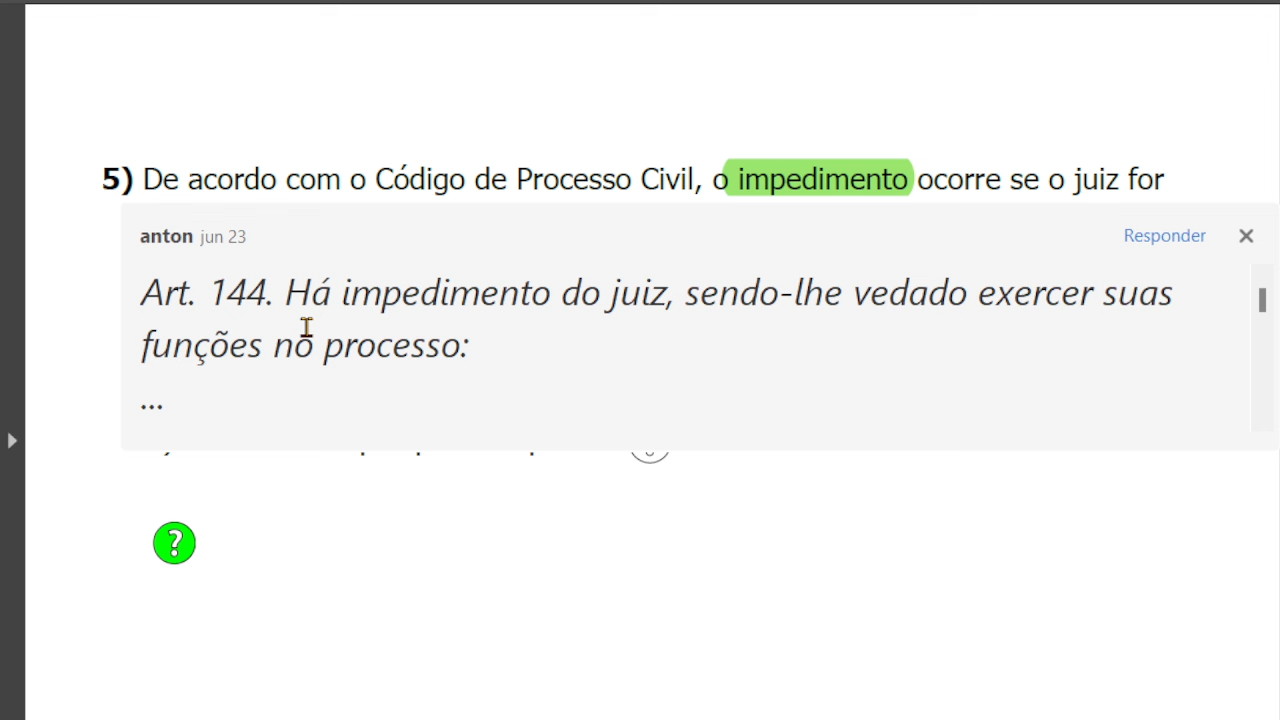 5) De acordo com o Código de Processo Civil, o impedimento ocorre se o juiz for
anton jun 23 Responder ×
Art. 144. Há impedimento do juiz, sendo-lhe vedado exercer suas
funções no processo:
...
?